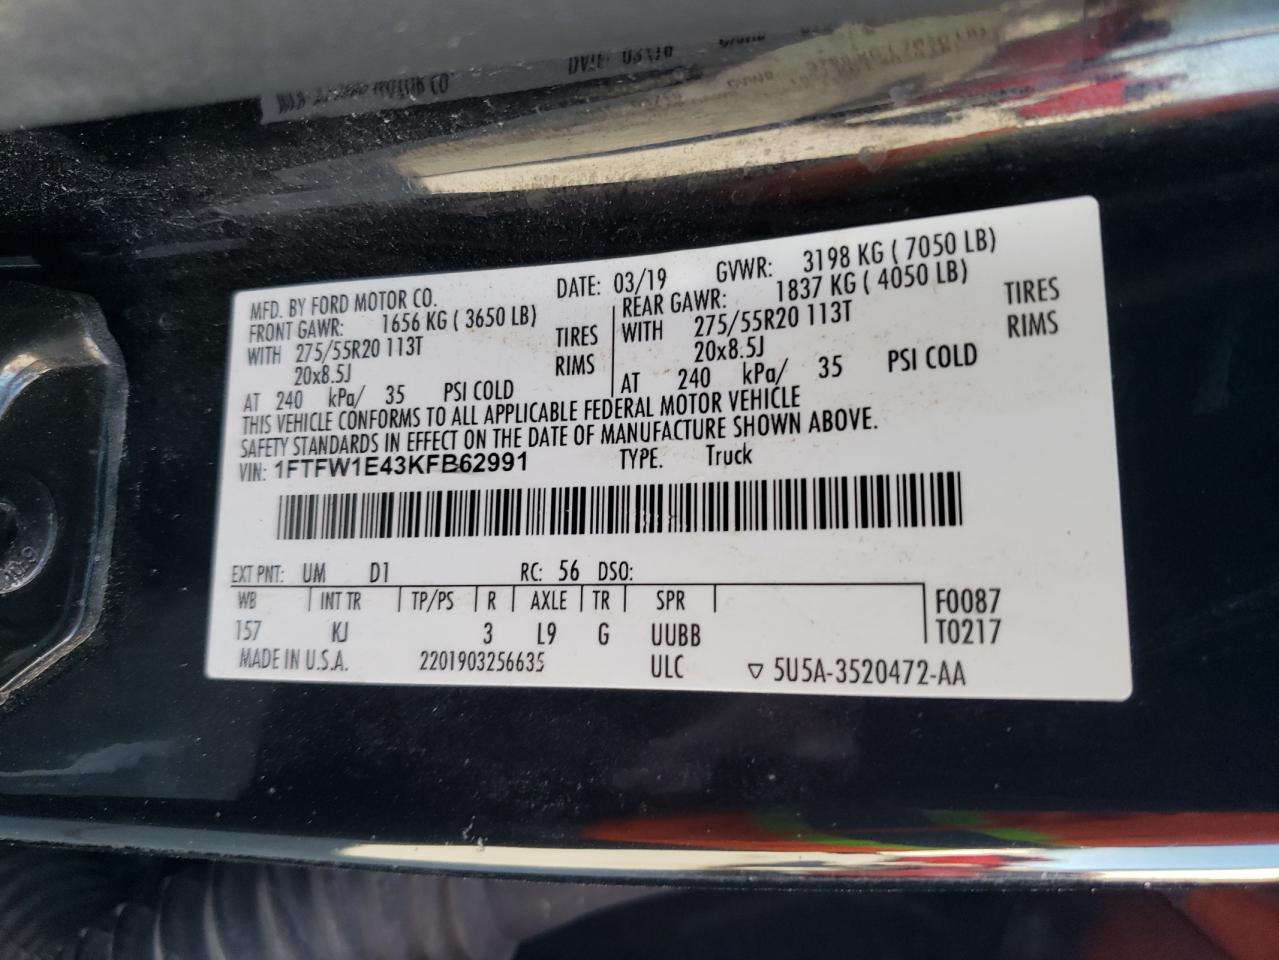 MFD. BY FORD MOTOR CO. DATE: 03/19 GVWR: 3198 KG ( 7050 LB)
FRONT GAWR: 1656 KG ( 3650 LB) REAR GAWR: 1837 KG ( 4050 LB)
WITH 275/55R20 113T TIRES WITH 275/55R20 113T TIRES
20x8.5J RIMS 20x8.5J RIMS
AT 240 kPa/ 35 PSI COLD AT 240 kPa/ 35 PSI COLD
THIS VEHICLE CONFORMS TO ALL APPLICABLE FEDERAL MOTOR VEHICLE
SAFETY STANDARDS IN EFFECT ON THE DATE OF MANUFACTURE SHOWN ABOVE.
VIN: 1FTFW1E43KFB62991 TYPE. Truck
EXT PNT: UM D1 RC: 56 DSO:
WB INT TR TP/PS R AXLE TR SPR F0087
157 KJ 3 L9 G UUBB T0217
MADE IN U.S.A. 2201903256635 ULC ▽ 5U5A-3520472-AA